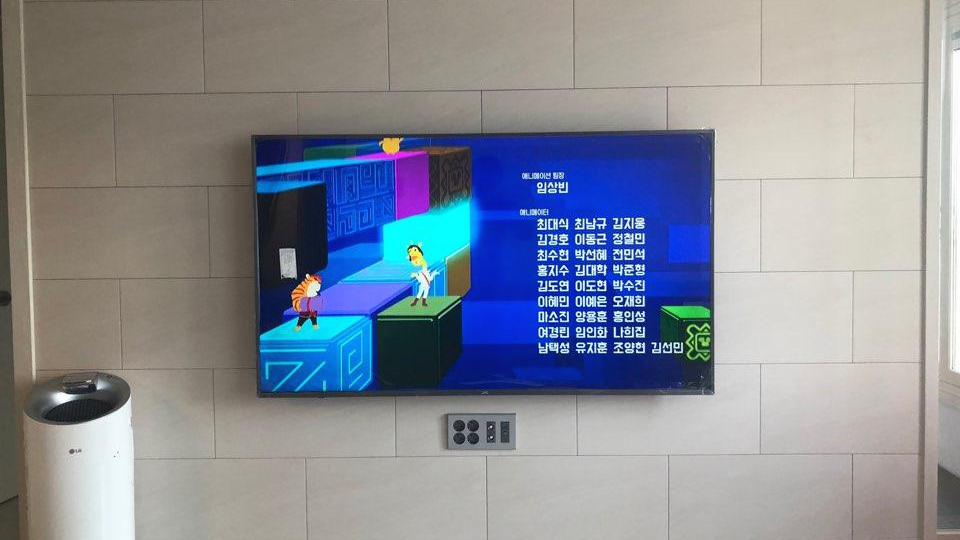 애니메이션 팀장
임상빈
애니메이터
최대식 최남규 김지웅
김경호 이동근 정철민
최수현 박선혜 전민석
홍지수 김대학 박준형
김도연 이도현 박수진
이혜민 이예은 오재희
마소진 양용훈 홍인성
여경린 임인화 나희집
남택성 유지훈 조양현 김선민
LG